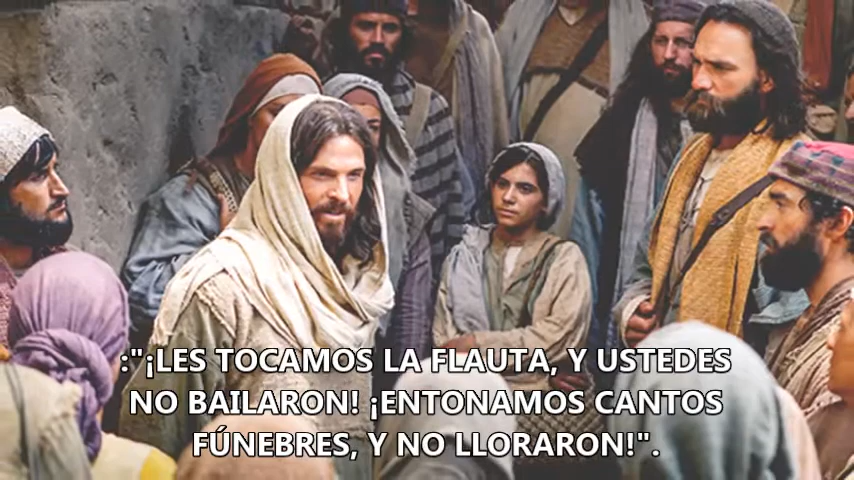 :"¡LES TOCAMOS LA FLAUTA, Y USTEDES
NO BAILARON! ¡ENTONAMOS CANTOS
FÚNEBRES, Y NO LLORARON!".